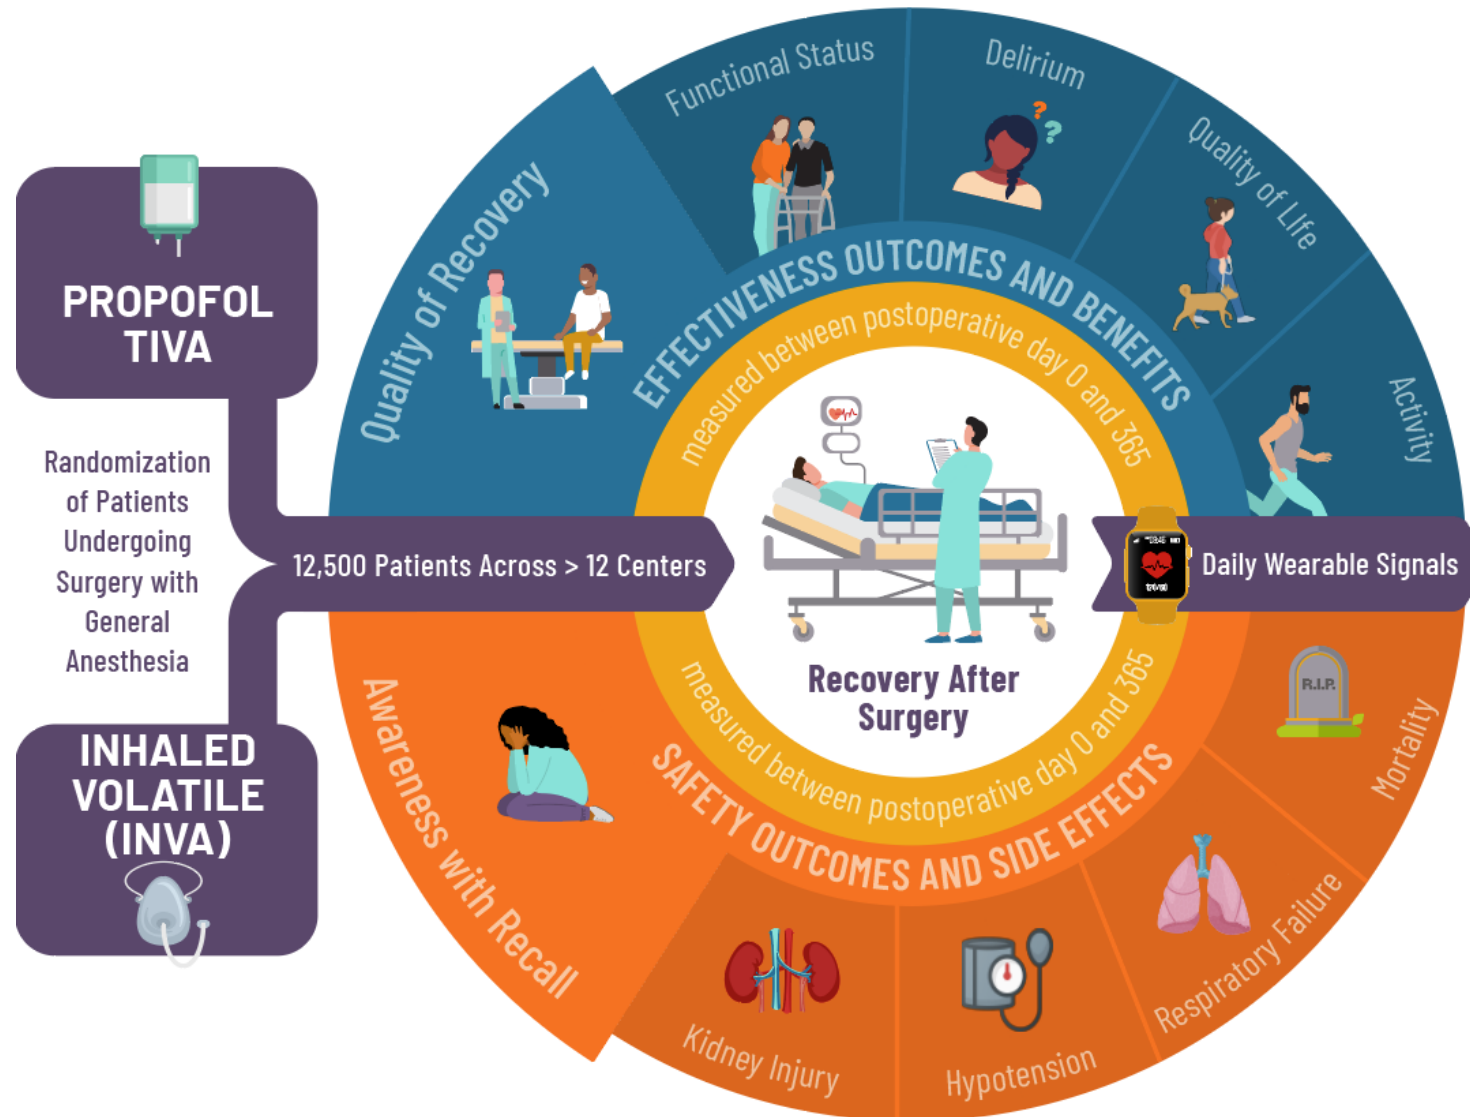 PROPOFOL
TIVA
Randomization
of Patients
Undergoing
Surgery with
General
Anesthesia
INHALED
VOLATILE
(INVA)
12,500 Patients Across > 12 Centers
Quality of Recovery
Functional Status
Delirium
Quality of LIfe
Activity
EFFECTIVENESS OUTCOMES AND BENEFITS
measured between postoperative day 0 and 365
Recovery After
Surgery
Daily Wearable Signals
measured between postoperative day 0 and 365
SAFETY OUTCOMES AND SIDE EFFECTS
Awareness with Recall
Kidney Injury
Hypotension
Respiratory Failure
Mortality
R.I.P.